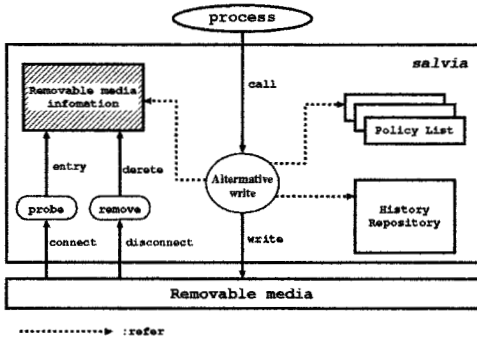 process
salvia
call
Removable media
infomation
Policy List
entry
derete
Altermative
write
probe
remove
History
Repository
connect
disconnect
write
Removable media
:refer